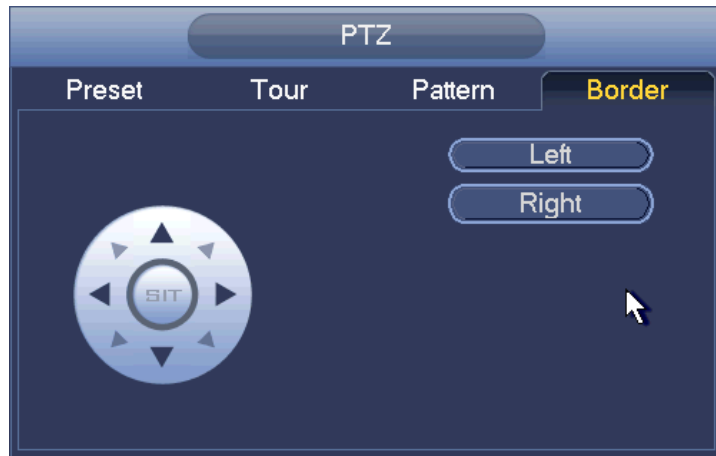 PTZ
Preset Tour Pattern Border
Left
Right
SIT